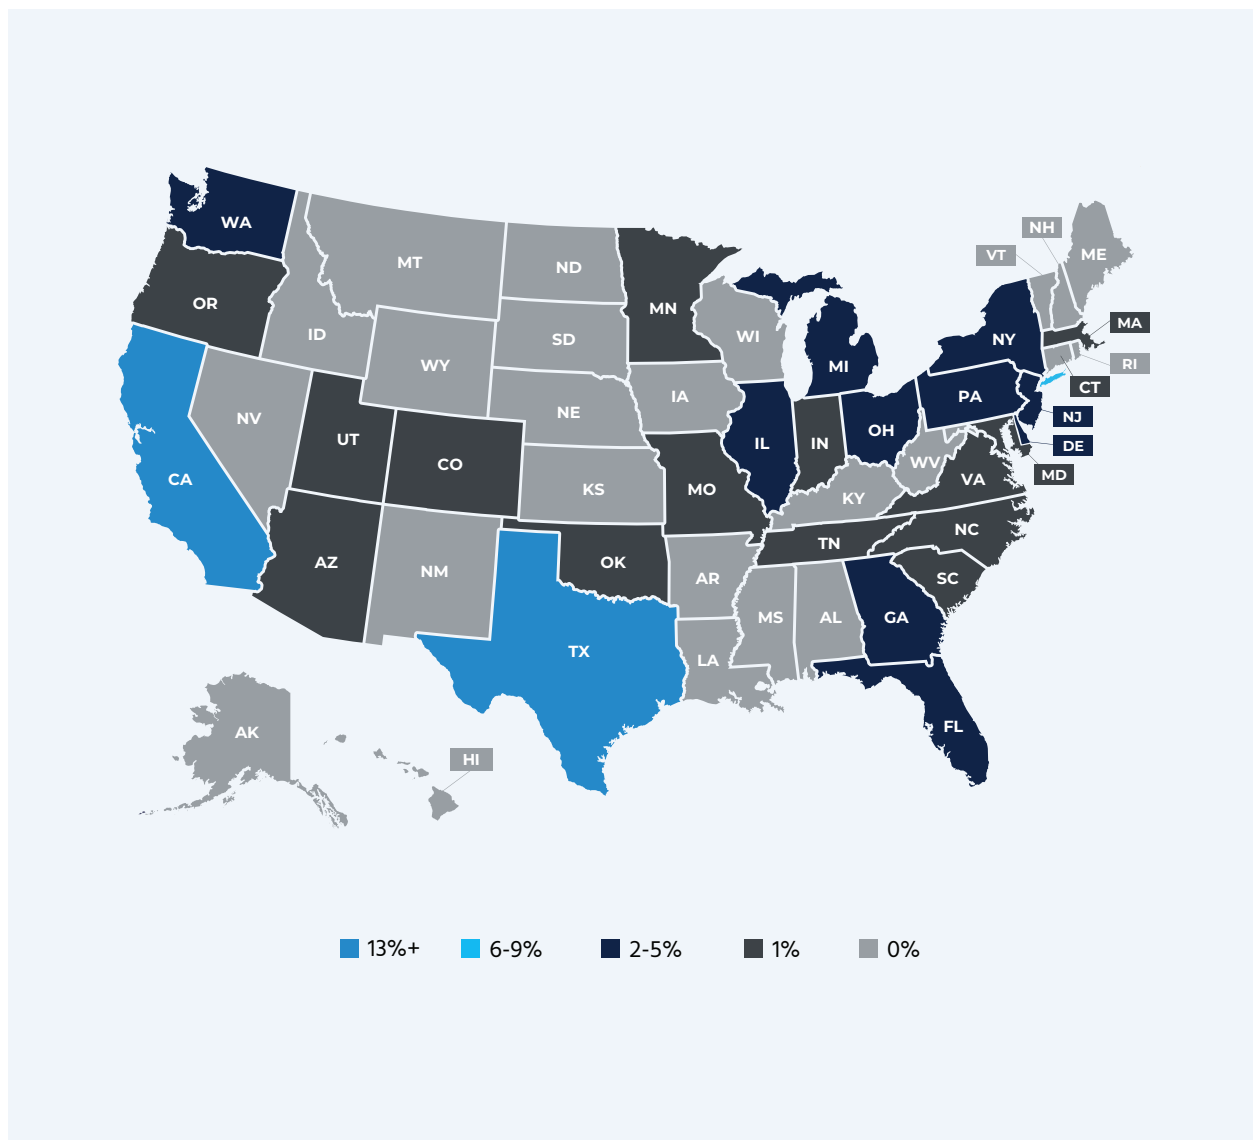 WA
MT
ND
MN
OR
ID
WY
SD
WI
MI
NH
VT
ME
NY
MA
RI
CT
NJ
DE
MD
PA
NV
UT
CO
NE
IA
IL
IN
OH
WV
VA
CA
KS
MO
KY
NC
TN
SC
AZ
NM
OK
AR
TX
LA
MS
AL
GA
FL
AK
HI
13%+ 6-9% 2-5% 1% 0%